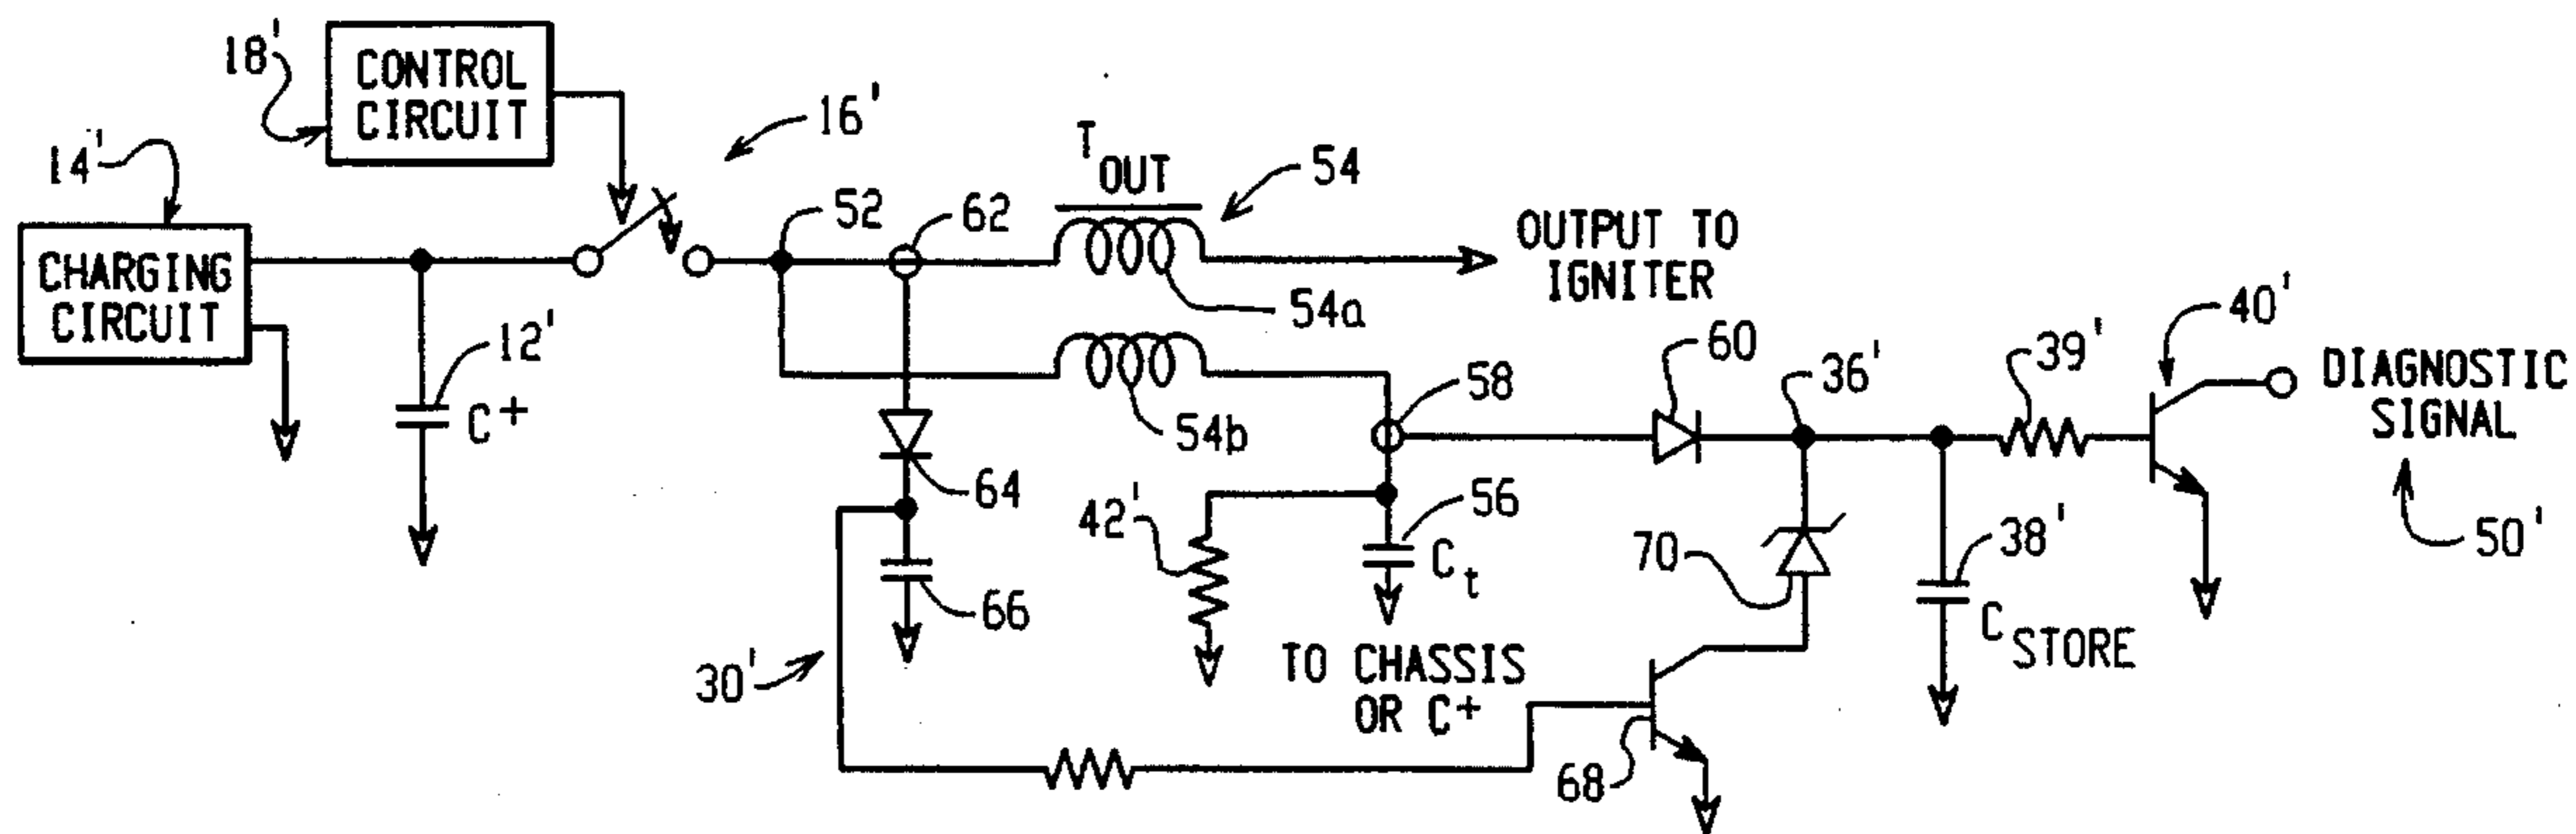 18'
CONTROL
CIRCUIT
16'
14'
CHARGING
CIRCUIT
12'
C+
52
62
T OUT
54
54a
OUTPUT TO
IGNITER
54b
58
60
36'
39'
40'
DIAGNOSTIC
SIGNAL
50'
64
66
42'
56
Ct
TO CHASSIS
OR C+
70
38'
C STORE
30'
68